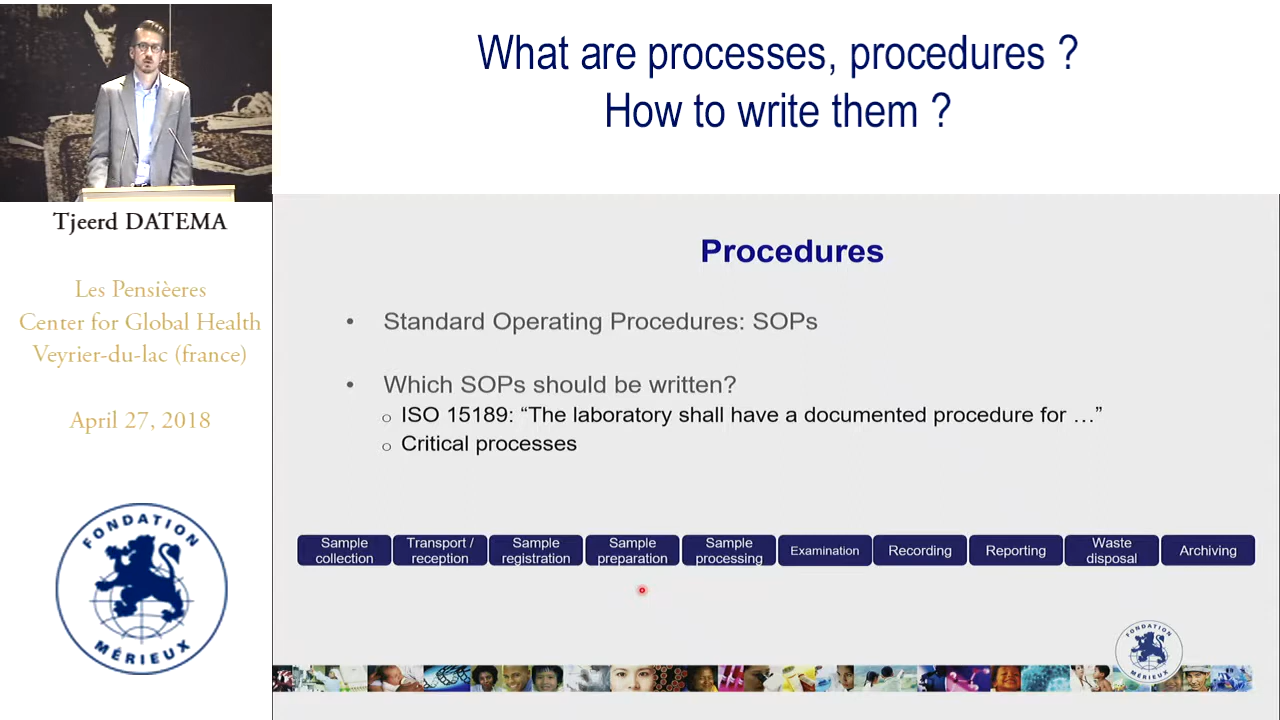 What are processes, procedures ?
How to write them ?
Tjeerd DATEMA
Les Pensièeres
Center for Global Health
Veyrier-du-lac (france)
April 27, 2018
FONDATION
MÉRIEUX
Procedures
• Standard Operating Procedures: SOPs
• Which SOPs should be written?
o ISO 15189: “The laboratory shall have a documented procedure for …”
o Critical processes
Sample
collection
Transport /
reception
Sample
registration
Sample
preparation
Sample
processing
Examination
Recording
Reporting
Waste
disposal
Archiving
FONDATION
MÉRIEUX